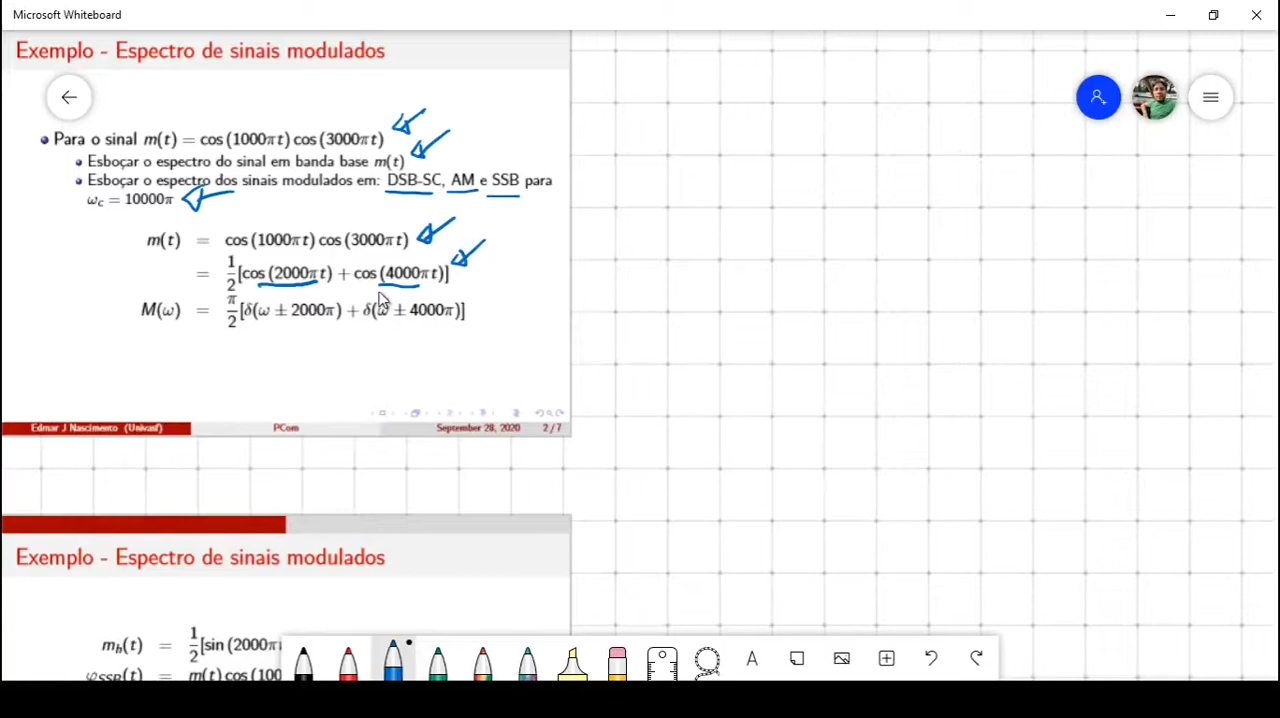 Microsoft Whiteboard
Exemplo - Espectro de sinais modulados
Para o sinal m(t) = cos (1000πt) cos (3000πt)
Esboçar o espectro do sinal em banda base m(t)
Esboçar o espectro dos sinais modulados em: DSB-SC, AM e SSB para
ω_c = 10000π
m(t) = cos (1000πt) cos (3000πt)
= 1/2[cos (2000πt) + cos (4000πt)]
M(ω) = π/2[δ(ω ± 2000π) + δ(ω ± 4000π)]
Edmar J Nascimento (Univasf) PCom September 28, 2020 2 / 7
Exemplo - Espectro de sinais modulados
m_h(t) = 1/2[sin (2000π
φ_SSB(t) = m(t) cos (100
A